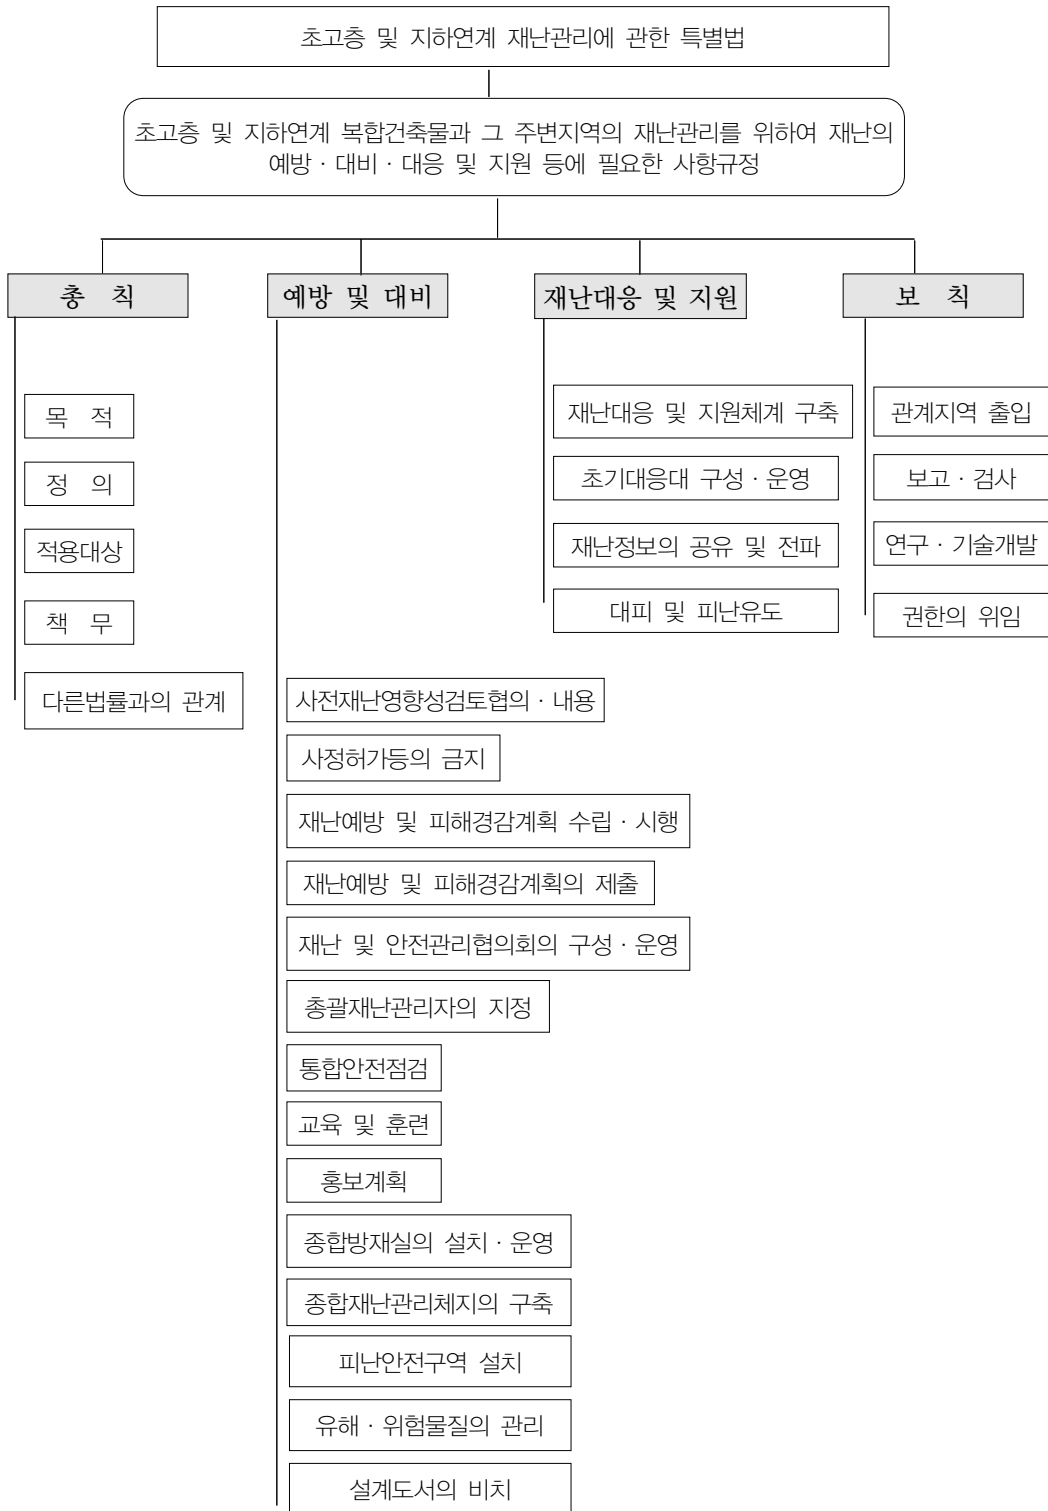 초고층 및 지하연계 재난관리에 관한 특별법
초고층 및 지하연계 복합건축물과 그 주변지역의 재난관리를 위하여 재난의
예방·대비·대응 및 지원 등에 필요한 사항규정
총 칙
목 적
정 의
적용대상
책 무
다른법률과의 관계
예방 및 대비
사전재난영향성검토협의·내용
사정허가등의 금지
재난예방 및 피해경감계획 수립·시행
재난예방 및 피해경감계획의 제출
재난 및 안전관리협의회의 구성·운영
총괄재난관리자의 지정
통합안전점검
교육 및 훈련
홍보계획
종합방재실의 설치·운영
종합재난관리체지의 구축
피난안전구역 설치
유해·위험물질의 관리
설계도서의 비치
재난대응 및 지원
재난대응 및 지원체계 구축
초기대응대 구성·운영
재난정보의 공유 및 전파
대피 및 피난유도
보 칙
관계지역 출입
보고·검사
연구·기술개발
권한의 위임